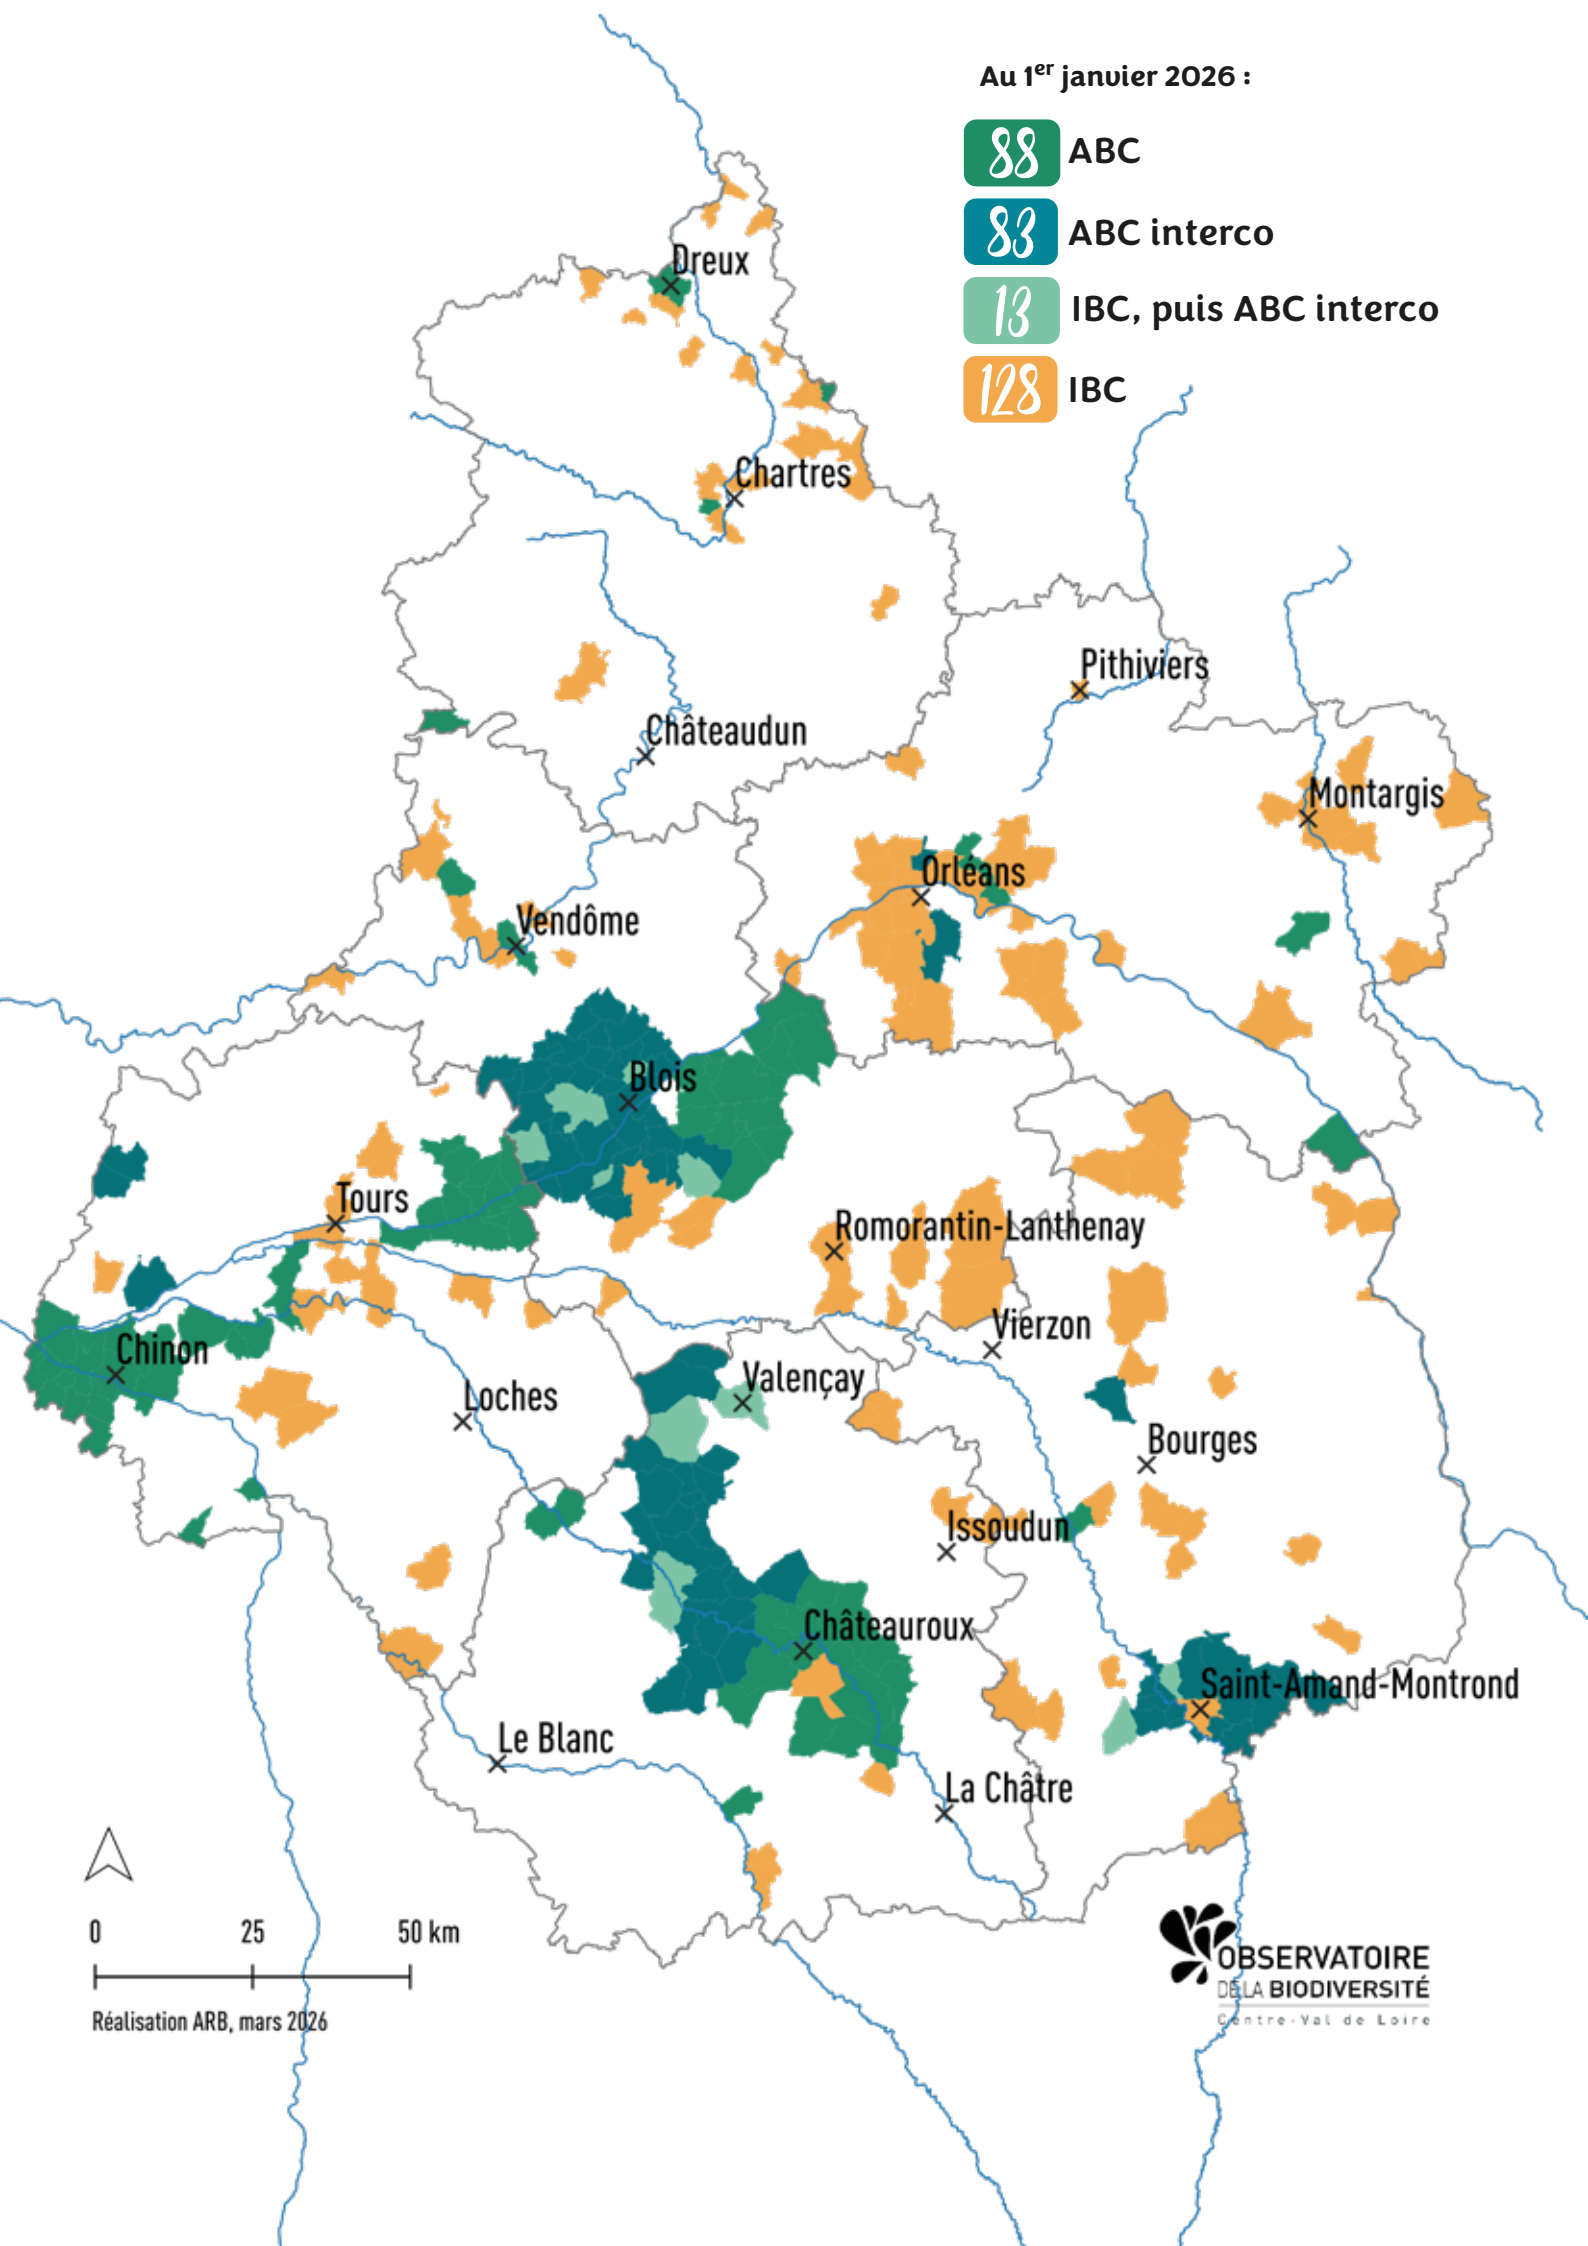 Au 1er janvier 2026 :
88 ABC
83 ABC interco
13 IBC, puis ABC interco
128 IBC
Dreux
Chartres
Pithiviers
Châteaudun
Montargis
Orléans
Vendôme
Blois
Tours
Romorantin-Lanthenay
Vierzon
Chinon
Valençay
Loches
Bourges
Issoudun
Châteauroux
Saint-Amand-Montrond
Le Blanc
La Châtre
0 25 50 km
Réalisation ARB, mars 2026
OBSERVATOIRE
DE LA BIODIVERSITÉ
Centre-Val de Loire